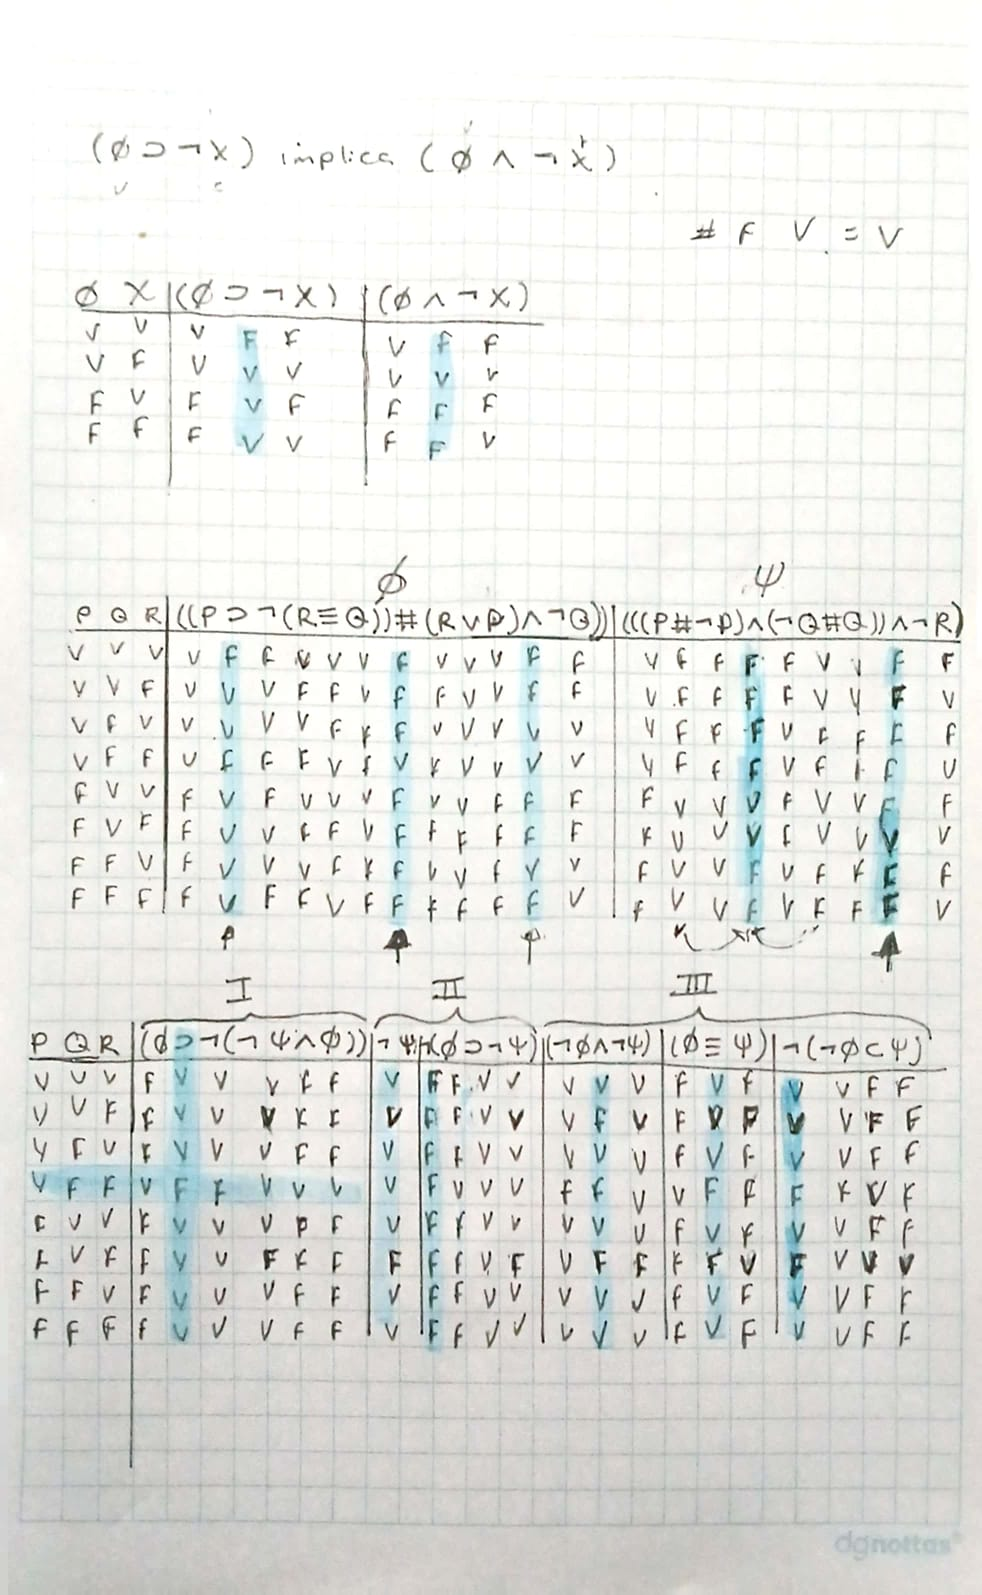 (ϕ ⊃ ¬ X) implica (ϕ ∧ ¬ X)
# F V = V
ϕ X | (ϕ ⊃ ¬ X) | (ϕ ∧ ¬ X)
V V | V F F | V F F
V F | V V V | V V V
F V | F V F | F F F
F F | F V V | F F V
ϕ ψ
P Q R | ((P ⊃ ¬ (R ≡ Q)) # (R ∨ P) ∧ ¬ Q)) | (((P # ¬ P) ∧ (¬ Q # Q)) ∧ ¬ R)
V V V | V F F V V V F V V V F F | V F F F F V V F F
V V F | V V V F F V F F V V F F | V F F F F V V F V
V F V | V V V V F F F V V V V V | V F F F V F F F F
V F F | V F F F V F V F V V V V | V F F F V F F F V
F V V | F V F V V V F V V F F F | F V V V F V V F F
F V F | F V V F F V F F F F F F | F V V V F V V V V
F F V | F V V V F F F V V F V V | F V V F V F F F F
F F F | F V F F V F F F F F F V | F V V F V F F F V
I II III
P Q R | (ϕ ⊃ ¬ (¬ ψ ∧ ϕ)) | ¬ ψ | (ϕ ⊃ ¬ ψ) | (¬ϕ ∧ ¬ψ) | (ϕ ≡ ψ) | ¬ (¬ϕ ⊂ ψ)
V V V | F V V V F F | V | F F V V | V V V | F V F | V V F F
V V F | F V V V F F | V | F F V V | V F V | F V F | V V F F
V F V | F V V V F F | V | F F V V | V V V | F V F | V V F F
V F F | V F F V V V | V | F V V V | F F V | V F F | F F V F
F V V | F V V V F F | V | F F V V | V V V | F V F | V V F F
F V F | F V V F F F | F | F F V F | V F F | F F V | F V V V
F F V | F V V V F F | V | F F V V | V V V | F V F | V V F F
F F F | F V V V F F | V | F F V V | V V V | F V F | V V F F
dgnottas